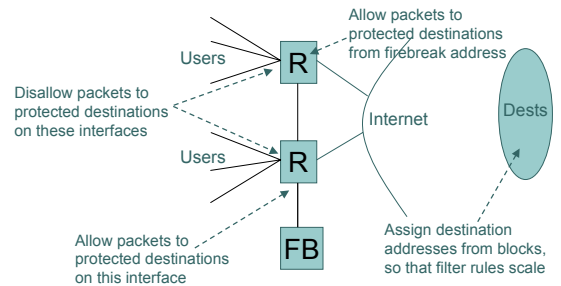 Allow packets to
protected destinations
from firebreak address
Users
R
Disallow packets to
protected destinations
on these interfaces
Internet
Dests
Users
R
Allow packets to
protected destinations
on this interface
FB
Assign destination
addresses from blocks,
so that filter rules scale